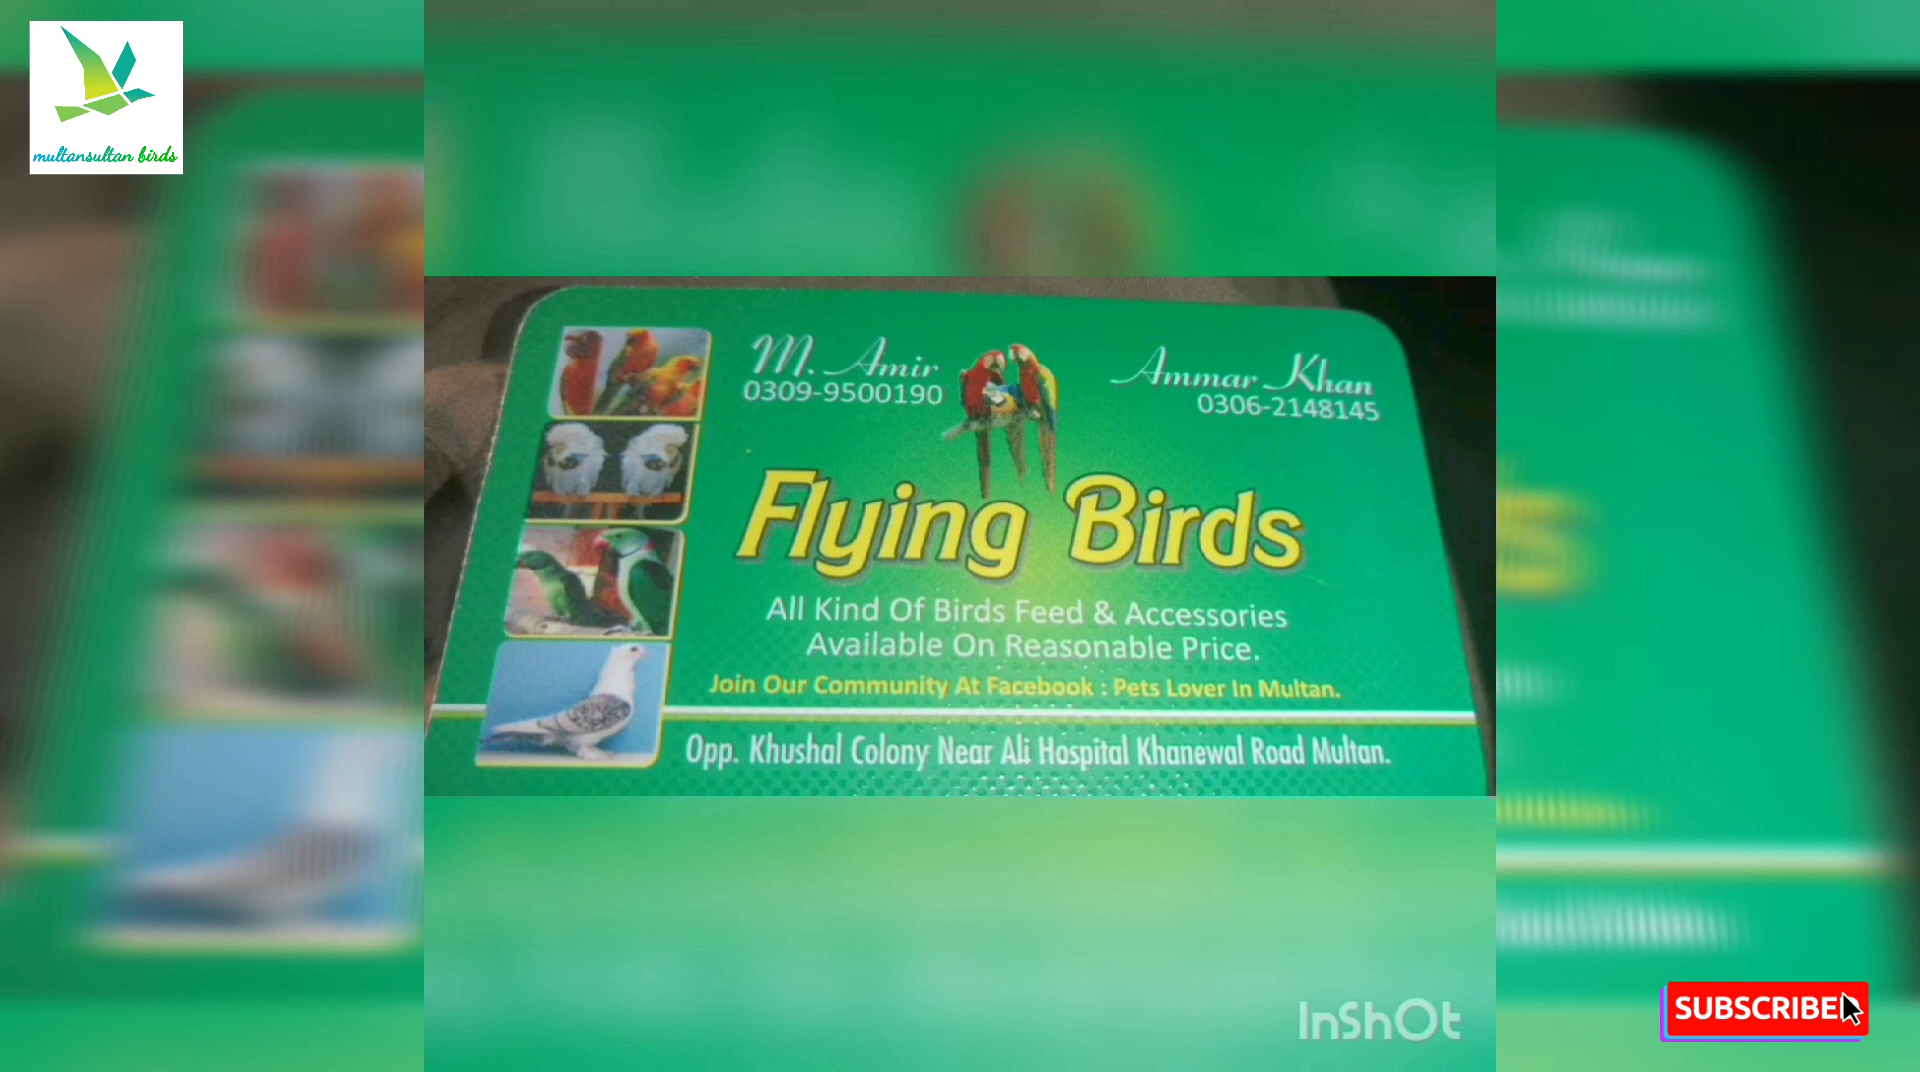 multansultan birds
M. Amir
0309-9500190
Ammar Khan
0306-2148145
Flying Birds
All Kind Of Birds Feed & Accessories
Available On Reasonable Price.
Join Our Community At Facebook : Pets Lover In Multan.
Opp. Khushal Colony Near Ali Hospital Khanewal Road Multan.
InShOt
SUBSCRIBED